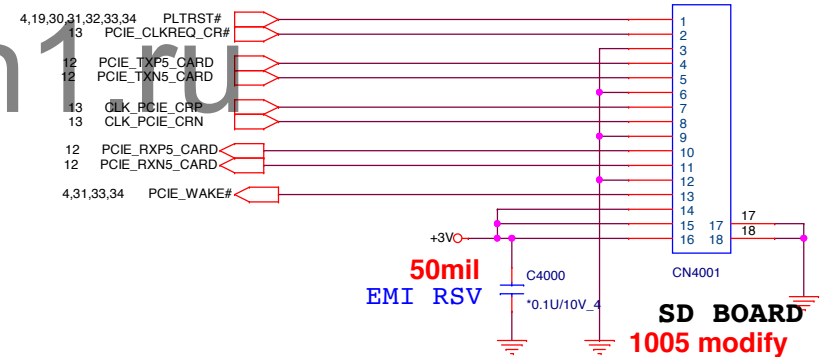 4,19,30,31,32,33,34 PLTRST# 1
13 PCIE_CLKREQ_CR# 2
3
12 PCIE_TXP5_CARD 4
12 PCIE_TXN5_CARD 5
6
13 CLK_PCIE_CRP 7
13 CLK_PCIE_CRN 8
9
12 PCIE_RXP5_CARD 10
12 PCIE_RXN5_CARD 11
12
4,31,33,34 PCIE_WAKE# 13
14
15 17 17
+3V 16 18 18
n1.ru
50mil
EMI RSV
C4000
*0.1U/10V_4
CN4001
SD BOARD
1005 modify